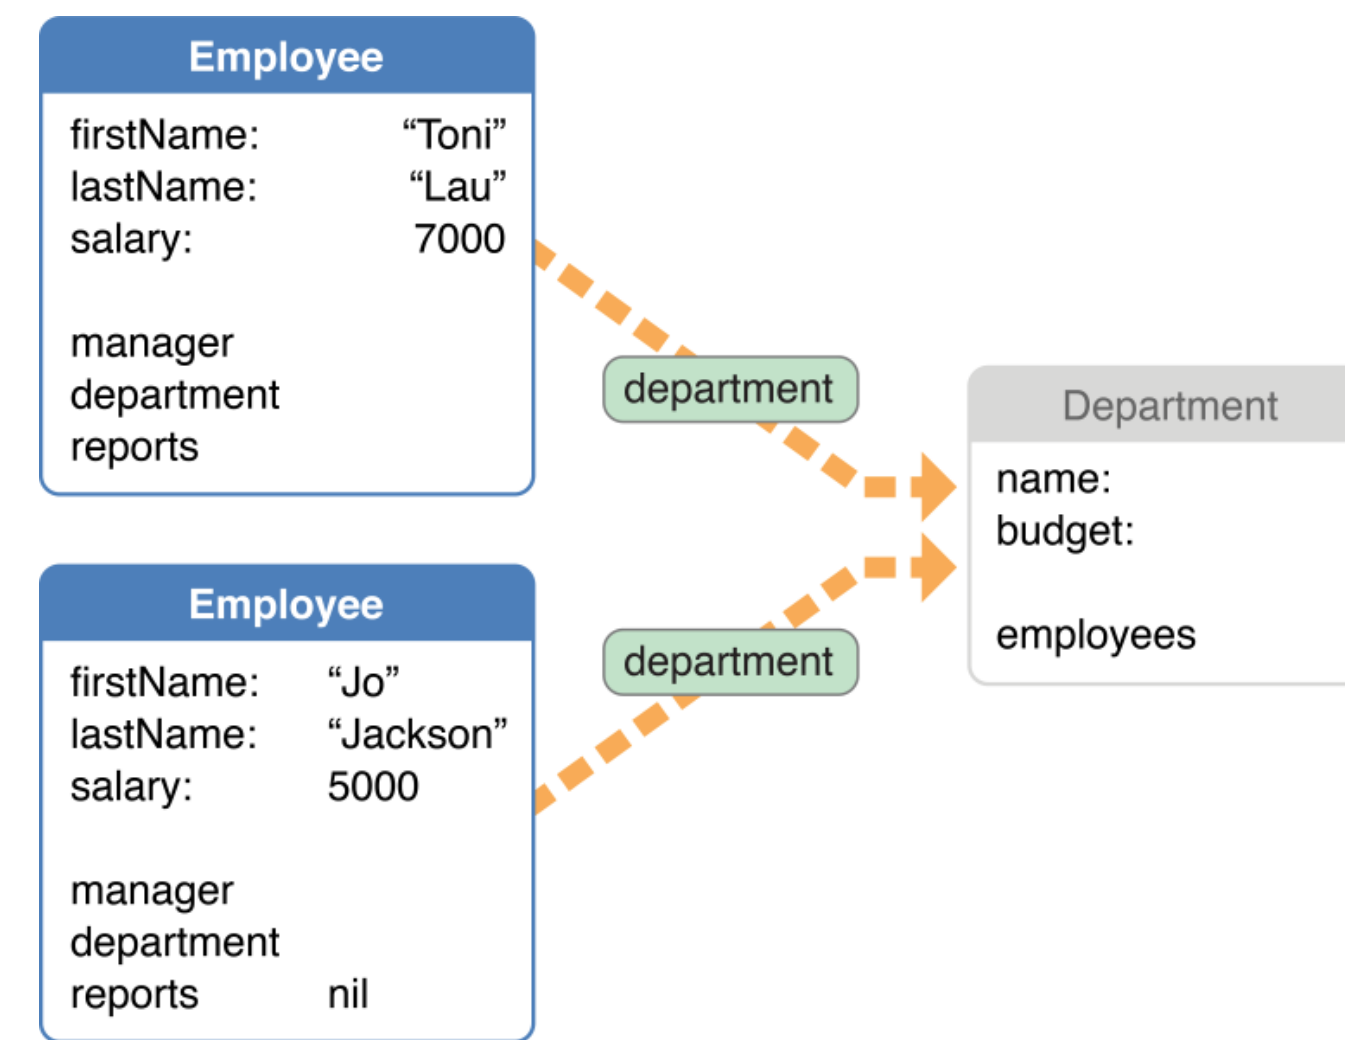 Employee
firstName: “Toni”
lastName: “Lau”
salary: 7000
manager
department
reports
department
Department
name:
budget:
employees
department
Employee
firstName: “Jo”
lastName: “Jackson”
salary: 5000
manager
department
reports nil